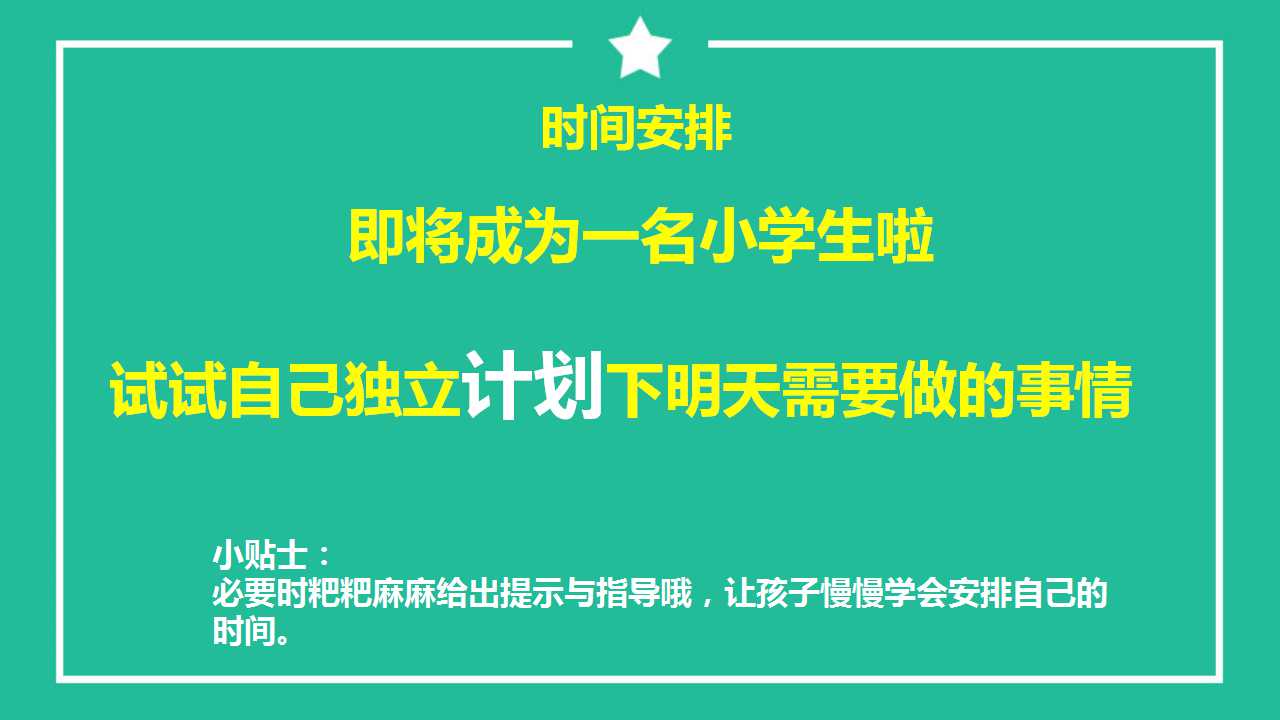 时间安排
即将成为一名小学生啦
试试自己独立计划下明天需要做的事情
小贴士：
必要时粑粑麻麻给出提示与指导哦，让孩子慢慢学会安排自己的
时间。